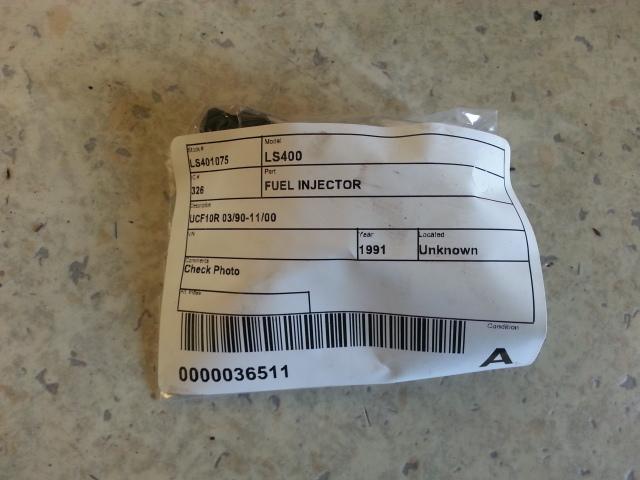 Stock#
LS401075
Model
LS400
IC#
326
Part
FUEL INJECTOR
Description
UCF10R 03/90-11/00
VIN
Year
1991
Located
Unknown
Comments
Check Photo
0000036511
Condition
A